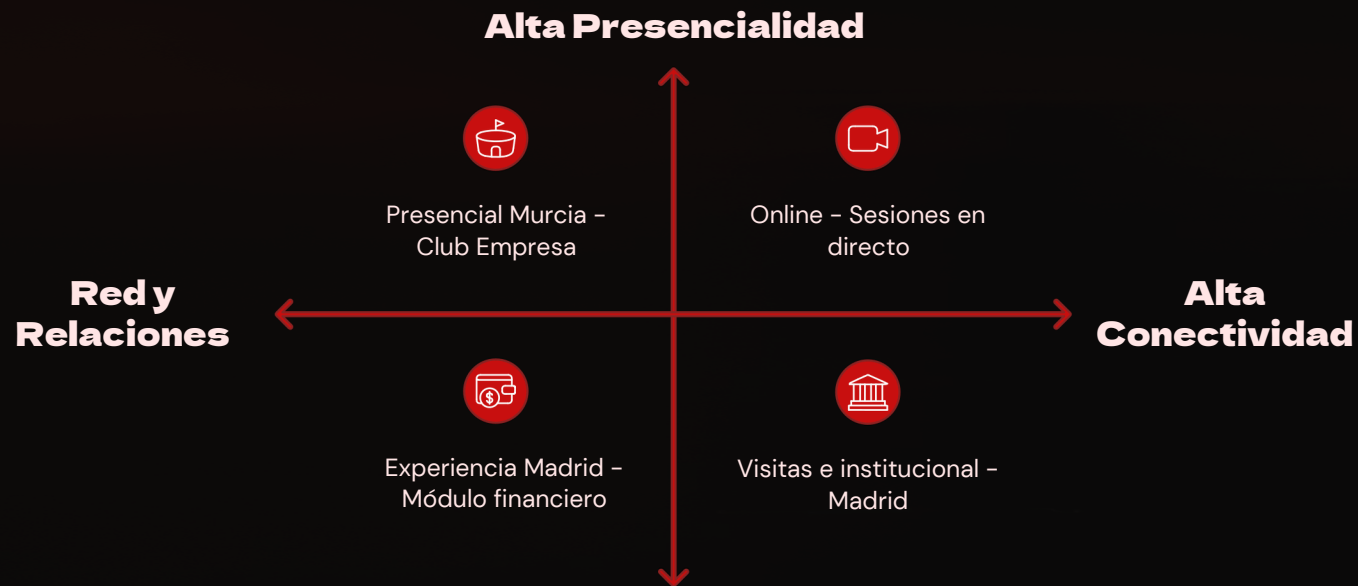 Alta Presencialidad
Presencial Murcia -
Club Empresa
Online - Sesiones en
directo
Red y
Relaciones
Alta
Conectividad
$
Experiencia Madrid -
Módulo financiero
Visitas e institucional -
Madrid